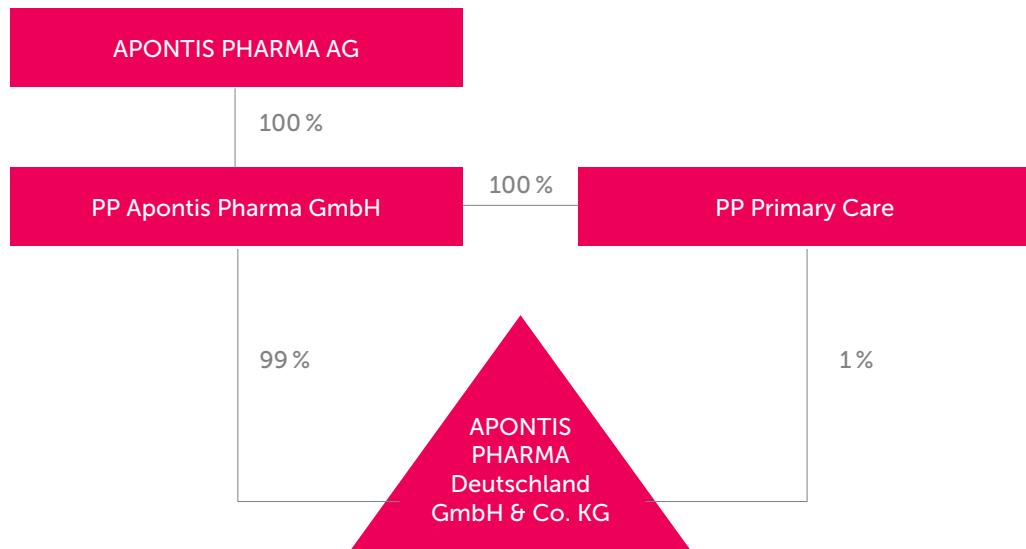 APONTIS PHARMA AG
100 %
PP Apontis Pharma GmbH
100 %
PP Primary Care
99 %
1 %
APONTIS
PHARMA
Deutschland
GmbH & Co. KG